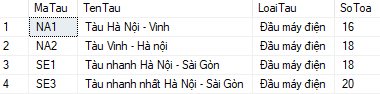 MaTau TenTau LoaiTau SoToa
1 NA1 Tàu Hà Nội - Vinh Đầu máy điện 16
2 NA2 Tàu Vinh - Hà nội Đầu máy điện 18
3 SE1 Tàu nhanh Hà Nội - Sài Gòn Đầu máy điện 18
4 SE3 Tàu nhanh nhất Hà Nội - Sài Gòn Đầu máy điện 20